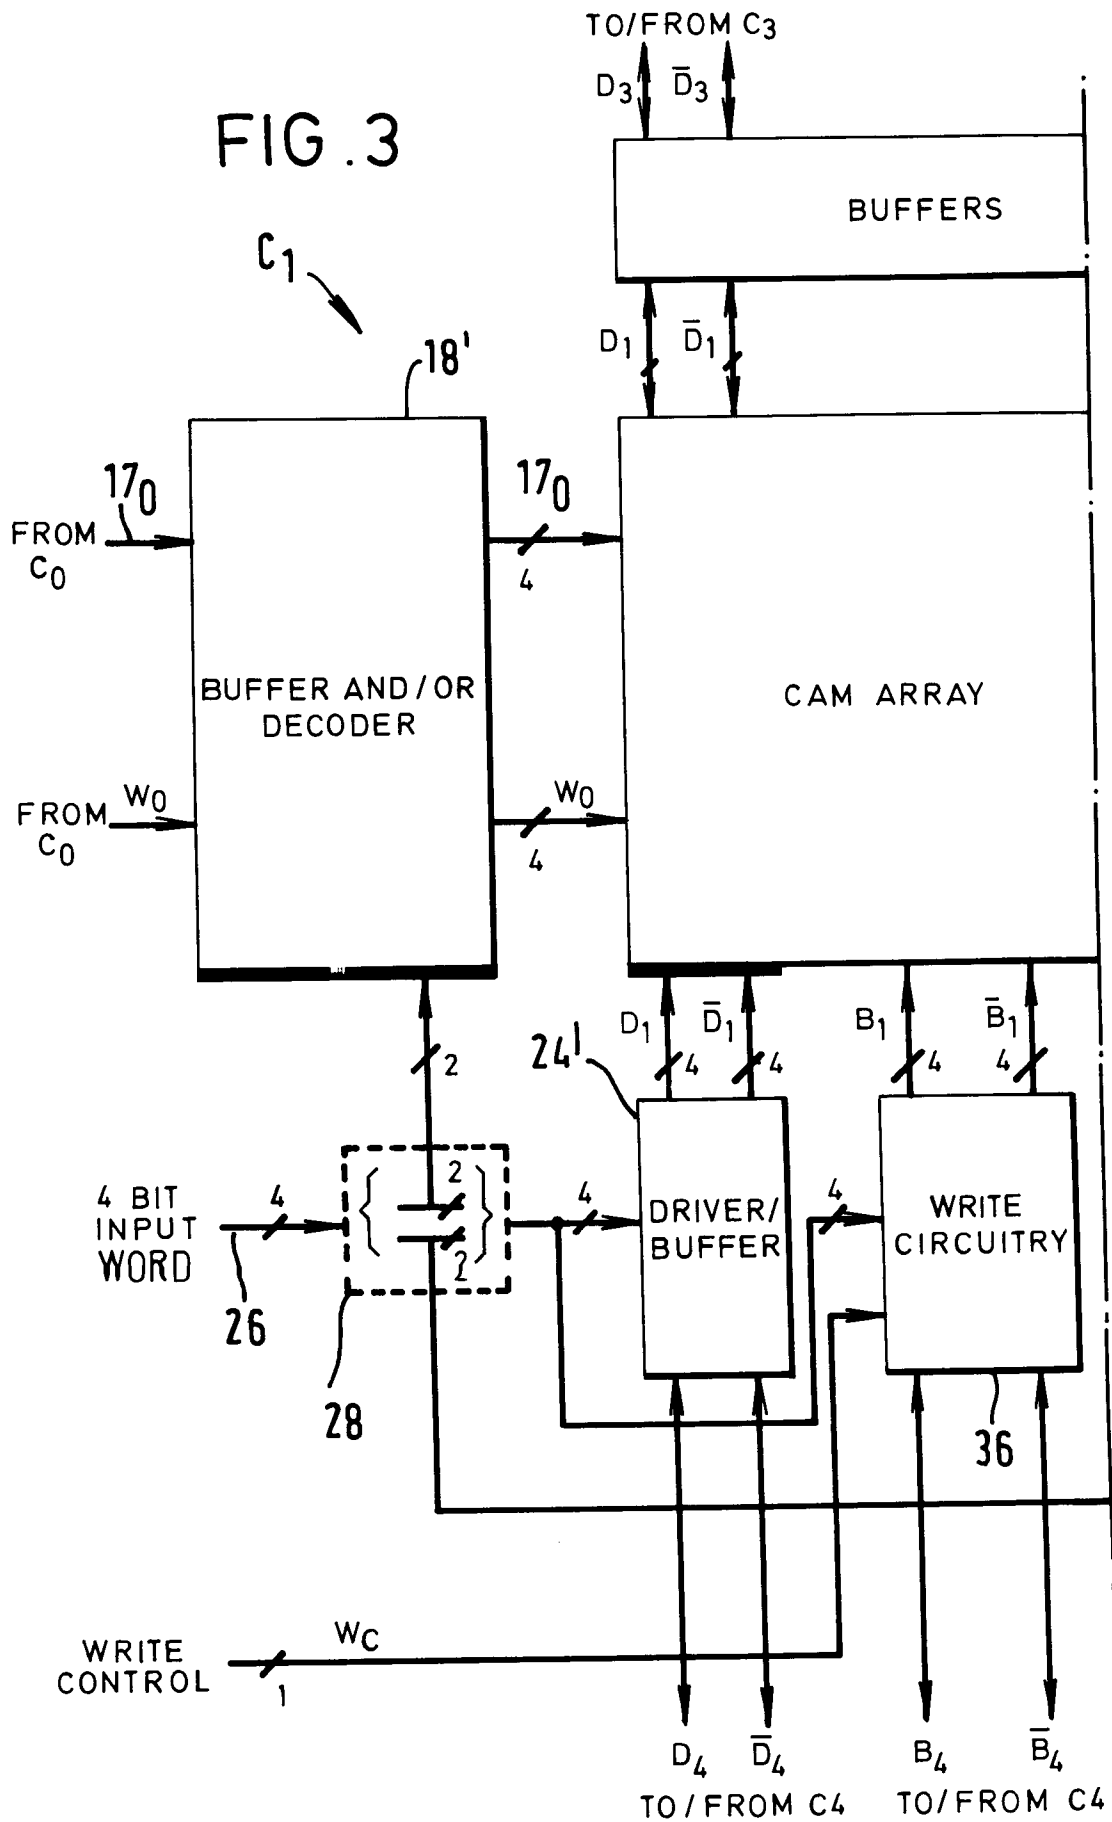 TO/FROM C3
D3 D̅3
FIG.3
BUFFERS
C1
D1 D̅1
18'
170
170
FROM
C0
4
BUFFER AND/OR
DECODER
CAM ARRAY
W0
W0
FROM
C0
4
D1 D̅1 B1 B̅1
24'
2 4 4 4 4
4 BIT
INPUT
WORD
4
2
2
4
DRIVER/
BUFFER
4
WRITE
CIRCUITRY
26
28
36
WRITE
CONTROL
WC
1
D4 D̅4 B4 B̅4
TO/FROM C4 TO/FROM C4